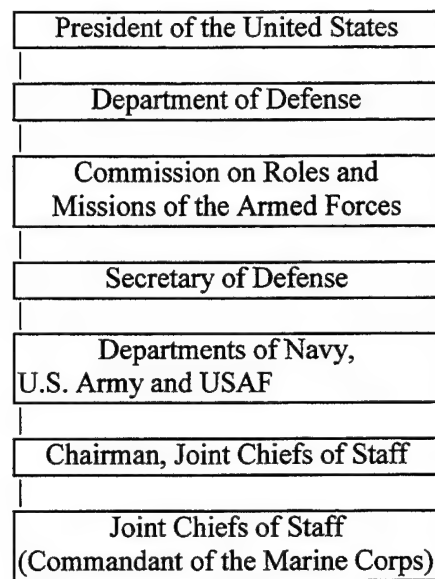 President of the United States
Department of Defense
Commission on Roles and
Missions of the Armed Forces
Secretary of Defense
Departments of Navy,
U.S. Army and USAF
Chairman, Joint Chiefs of Staff
Joint Chiefs of Staff
(Commandant of the Marine Corps)